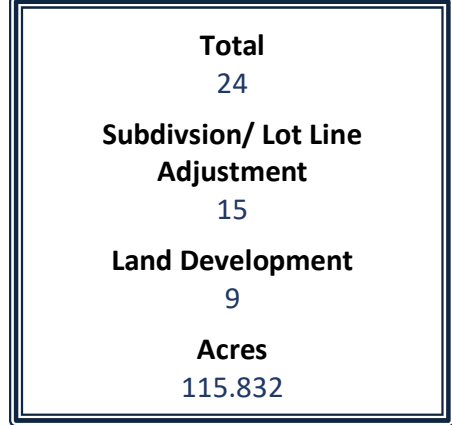 Total
24
Subdivsion/ Lot Line
Adjustment
15
Land Development
9
Acres
115.832